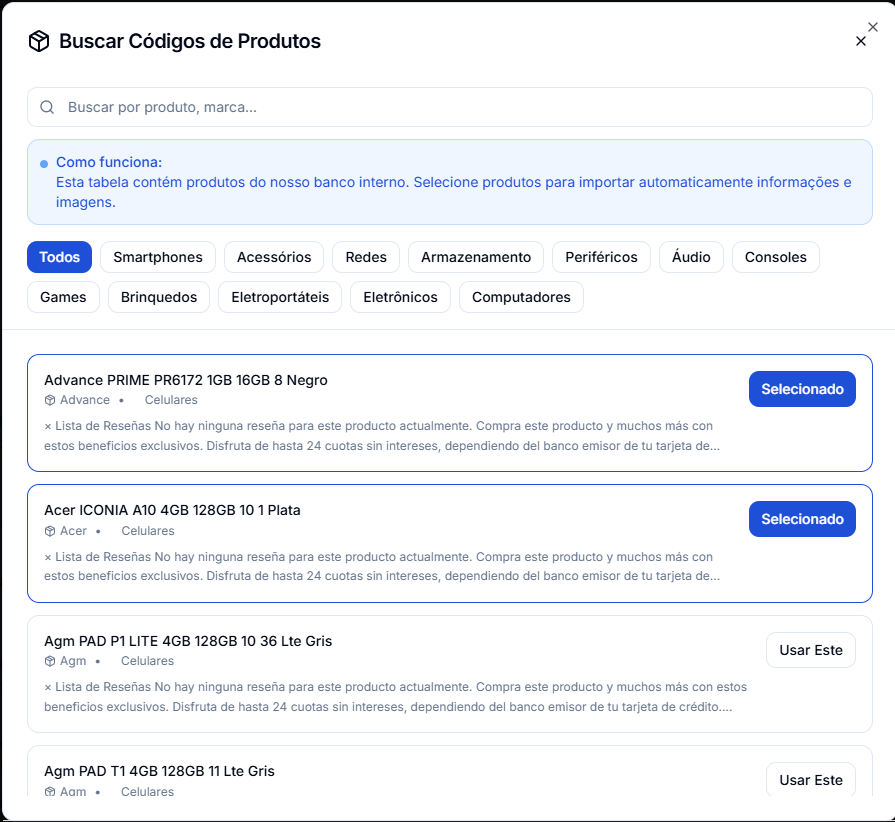 Buscar Códigos de Produtos
Buscar por produto, marca...
Como funciona:
Esta tabela contém produtos do nosso banco interno. Selecione produtos para importar automaticamente informações e
imagens.
Todos Smartphones Acessórios Redes Armazenamento Periféricos Áudio Consoles
Games Brinquedos Eletroportáteis Eletrônicos Computadores
Advance PRIME PR6172 1GB 16GB 8 Negro
Selecionado
Advance • Celulares
× Lista de Reseñas No hay ninguna reseña para este producto actualmente. Compra este producto y muchos más con
estos beneficios exclusivos. Disfruta de hasta 24 cuotas sin intereses, dependiendo del banco emisor de tu tarjeta de...
Acer ICONIA A10 4GB 128GB 10 1 Plata
Selecionado
Acer • Celulares
× Lista de Reseñas No hay ninguna reseña para este producto actualmente. Compra este producto y muchos más con
estos beneficios exclusivos. Disfruta de hasta 24 cuotas sin intereses, dependiendo del banco emisor de tu tarjeta de...
Agm PAD P1 LITE 4GB 128GB 10 36 Lte Gris
Usar Este
Agm • Celulares
× Lista de Reseñas No hay ninguna reseña para este producto actualmente. Compra este producto y muchos más con estos
beneficios exclusivos. Disfruta de hasta 24 cuotas sin intereses, dependiendo del banco emisor de tu tarjeta de crédito....
Agm PAD T1 4GB 128GB 11 Lte Gris
Usar Este
Agm • Celulares